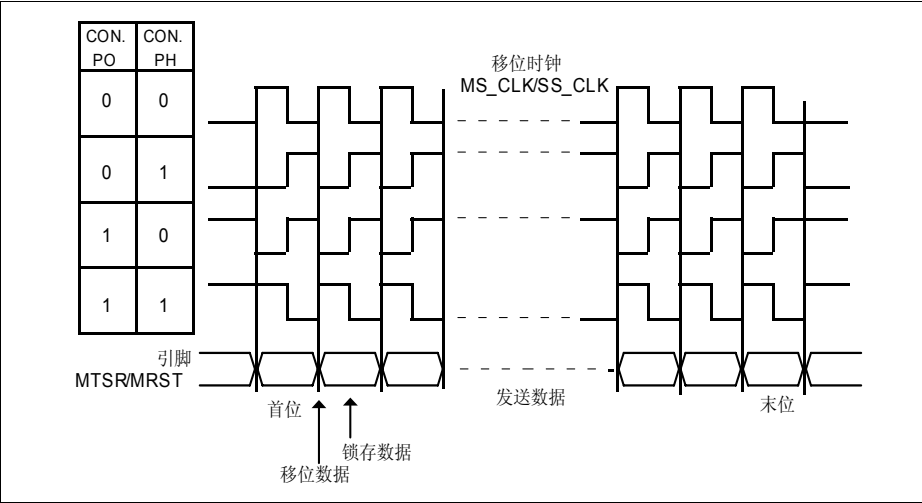 CON. PO
CON. PH
0 0
0 1
1 0
1 1
移位时钟
MS_CLK/SS_CLK
引脚
MTSR/MRST
首位
发送数据
末位
锁存数据
移位数据